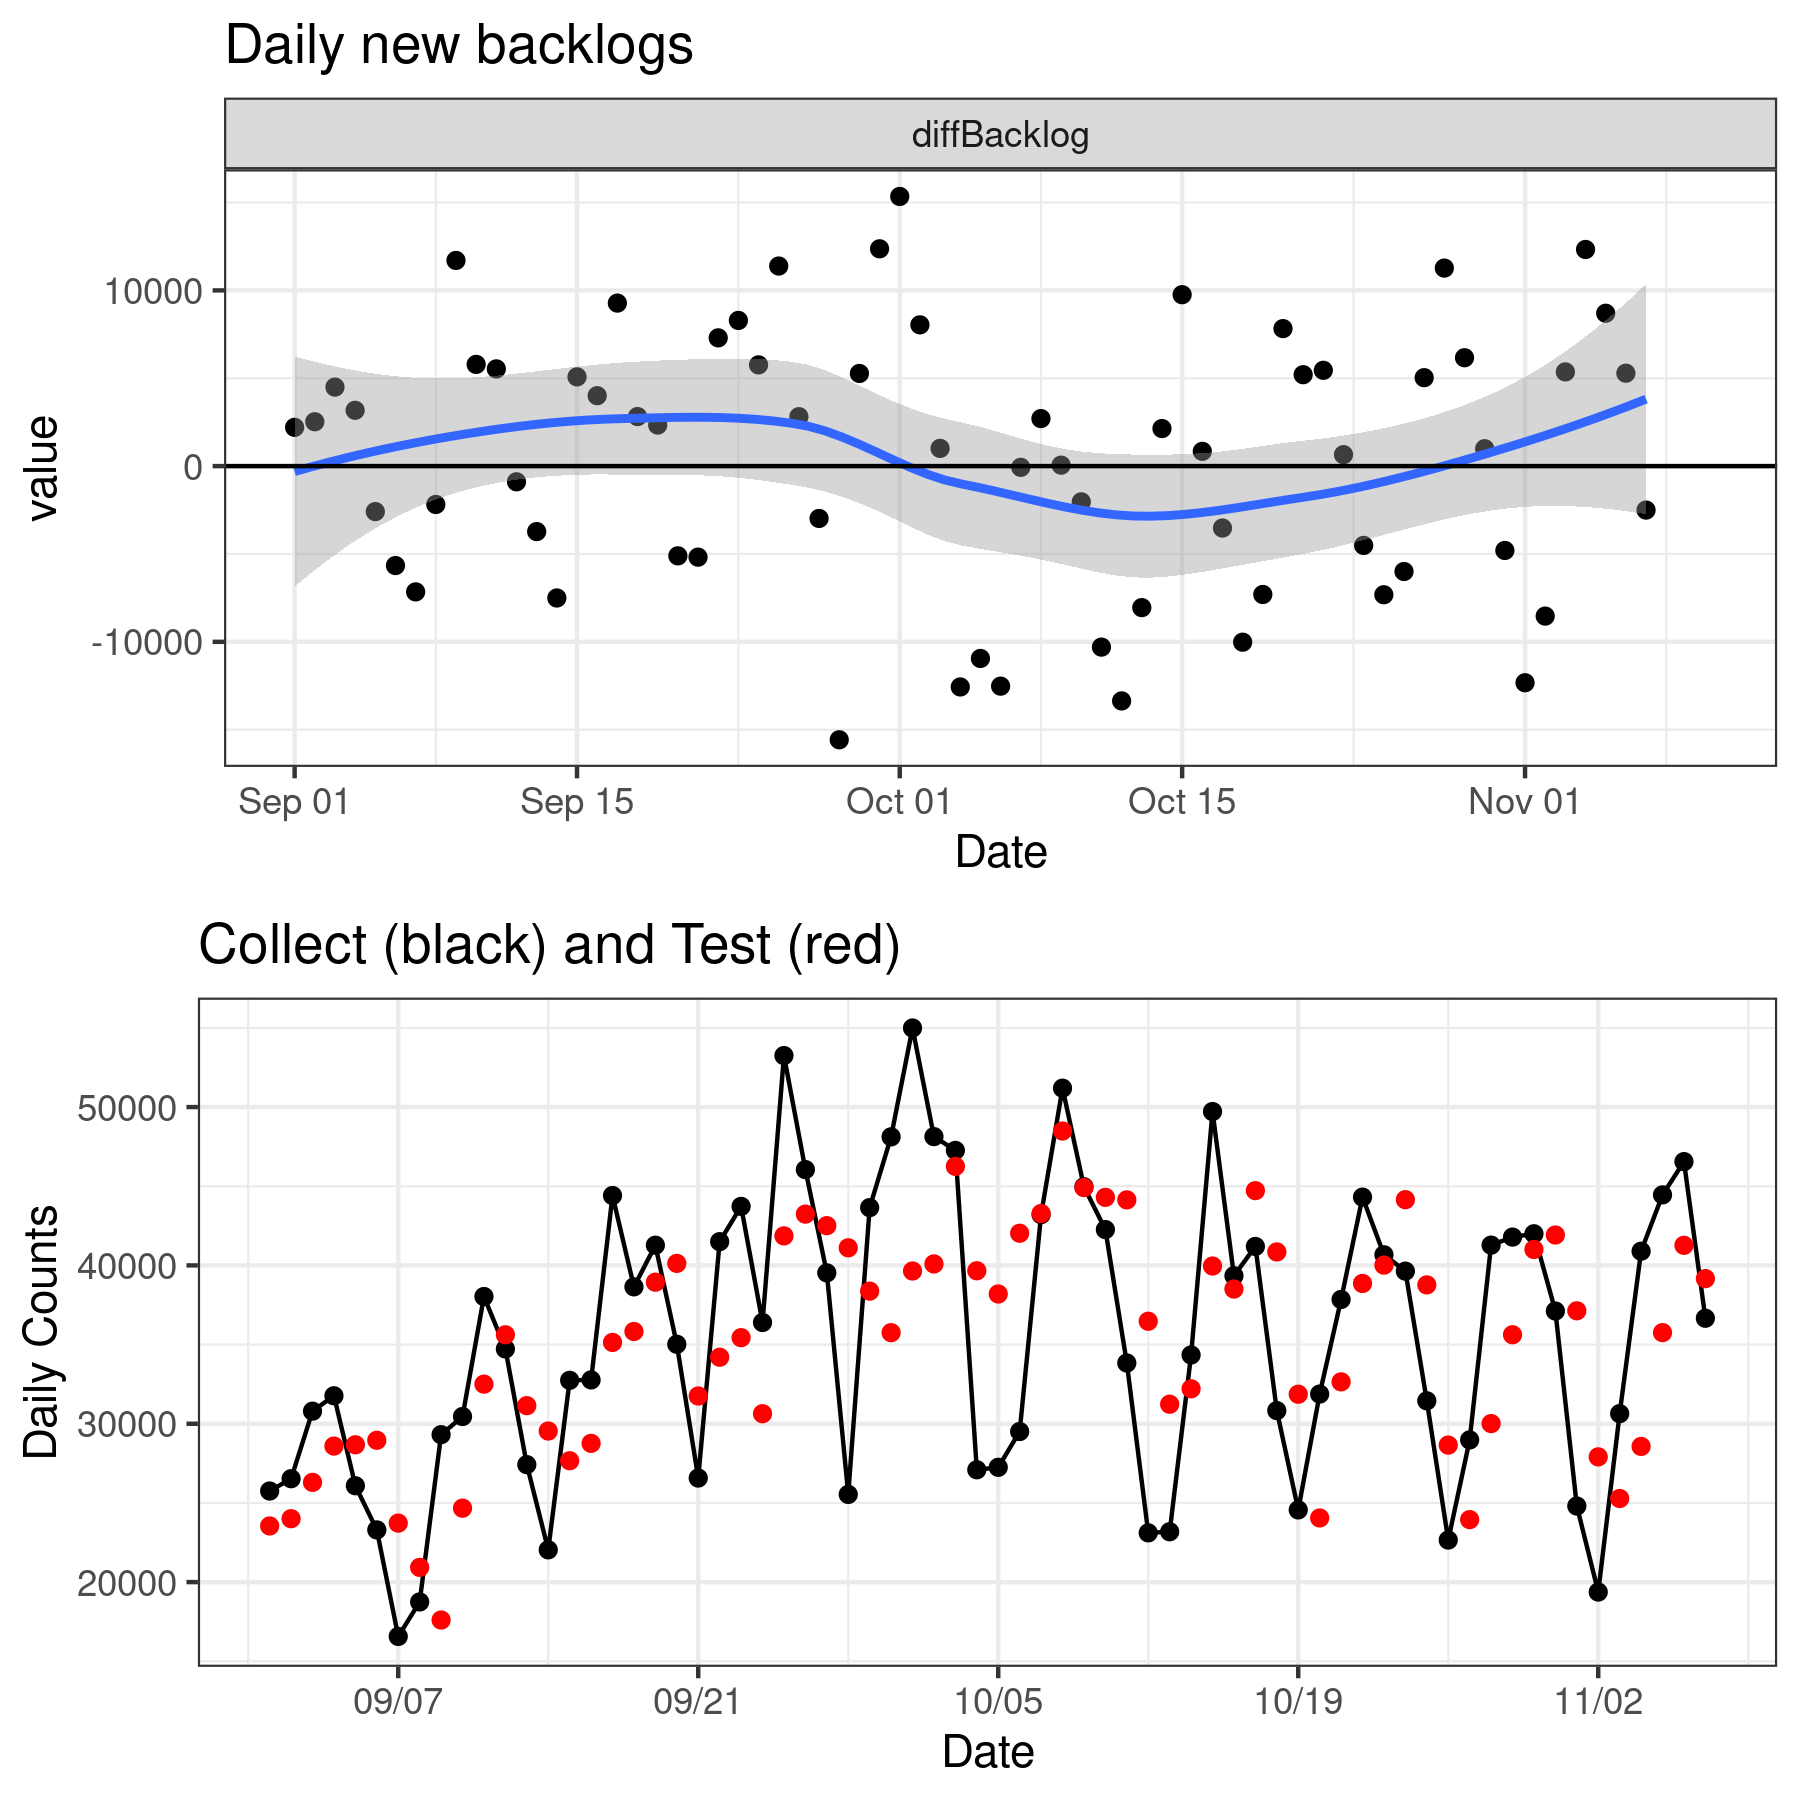 Daily new backlogs
diffBacklog
value
10000
0
-10000
Sep 01 Sep 15 Oct 01 Oct 15 Nov 01
Date
Collect (black) and Test (red)
Daily Counts
50000
40000
30000
20000
09/07 09/21 10/05 10/19 11/02
Date